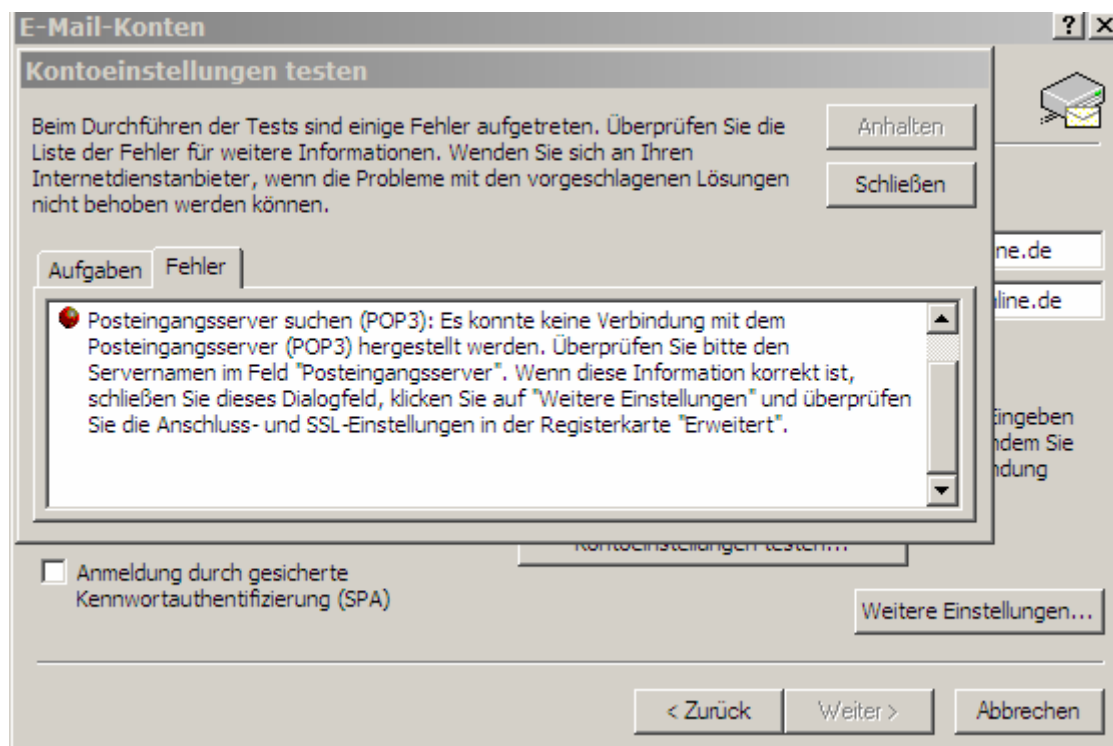 E-Mail-Konten
Kontoeinstellungen testen
Beim Durchführen der Tests sind einige Fehler aufgetreten. Überprüfen Sie die
Liste der Fehler für weitere Informationen. Wenden Sie sich an Ihren
Internetdienstanbieter, wenn die Probleme mit den vorgeschlagenen Lösungen
nicht behoben werden können.
Anhalten
Schließen
Aufgaben
Fehler
ne.de
line.de
Posteingangsserver suchen (POP3): Es konnte keine Verbindung mit dem
Posteingangsserver (POP3) hergestellt werden. Überprüfen Sie bitte den
Servernamen im Feld "Posteingangsserver". Wenn diese Information korrekt ist,
schließen Sie dieses Dialogfeld, klicken Sie auf "Weitere Einstellungen" und überprüfen
Sie die Anschluss- und SSL-Einstellungen in der Registerkarte "Erweitert".
Eingeben
ndem Sie
ndung
Kontoeinstellungen testen...
Anmeldung durch gesicherte
Kennwortauthentifizierung (SPA)
Weitere Einstellungen...
< Zurück
Weiter >
Abbrechen